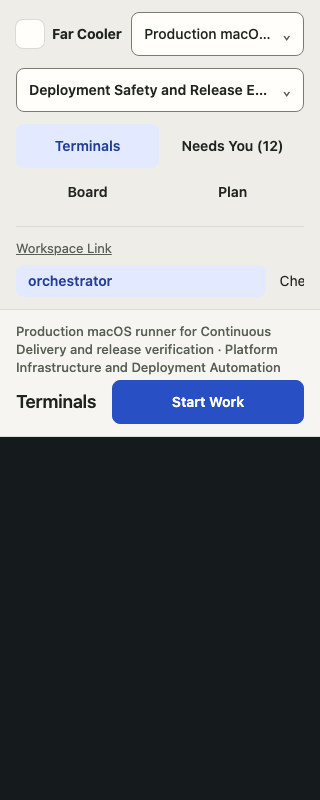 Far Cooler
Production macO...
Deployment Safety and Release E...
Terminals
Needs You (12)
Board
Plan
Workspace Link
orchestrator
Che
Production macOS runner for Continuous
Delivery and release verification · Platform
Infrastructure and Deployment Automation
Terminals
Start Work